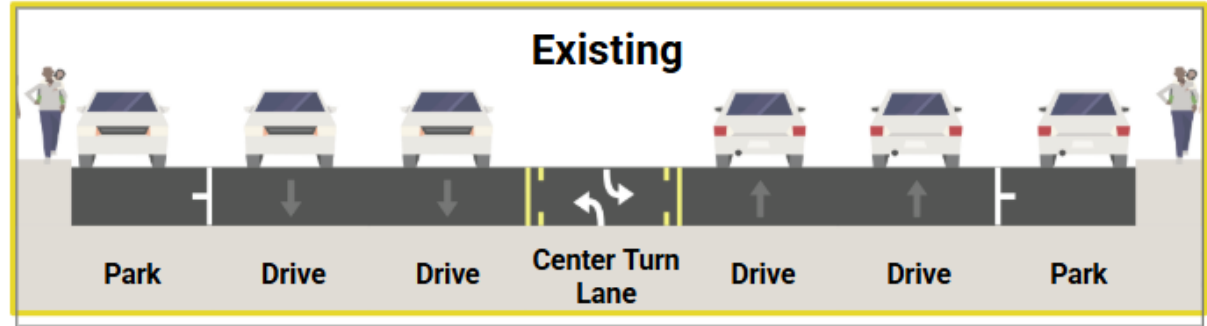 Existing
Park
Drive
Drive
Center Turn
Lane
Drive
Drive
Park